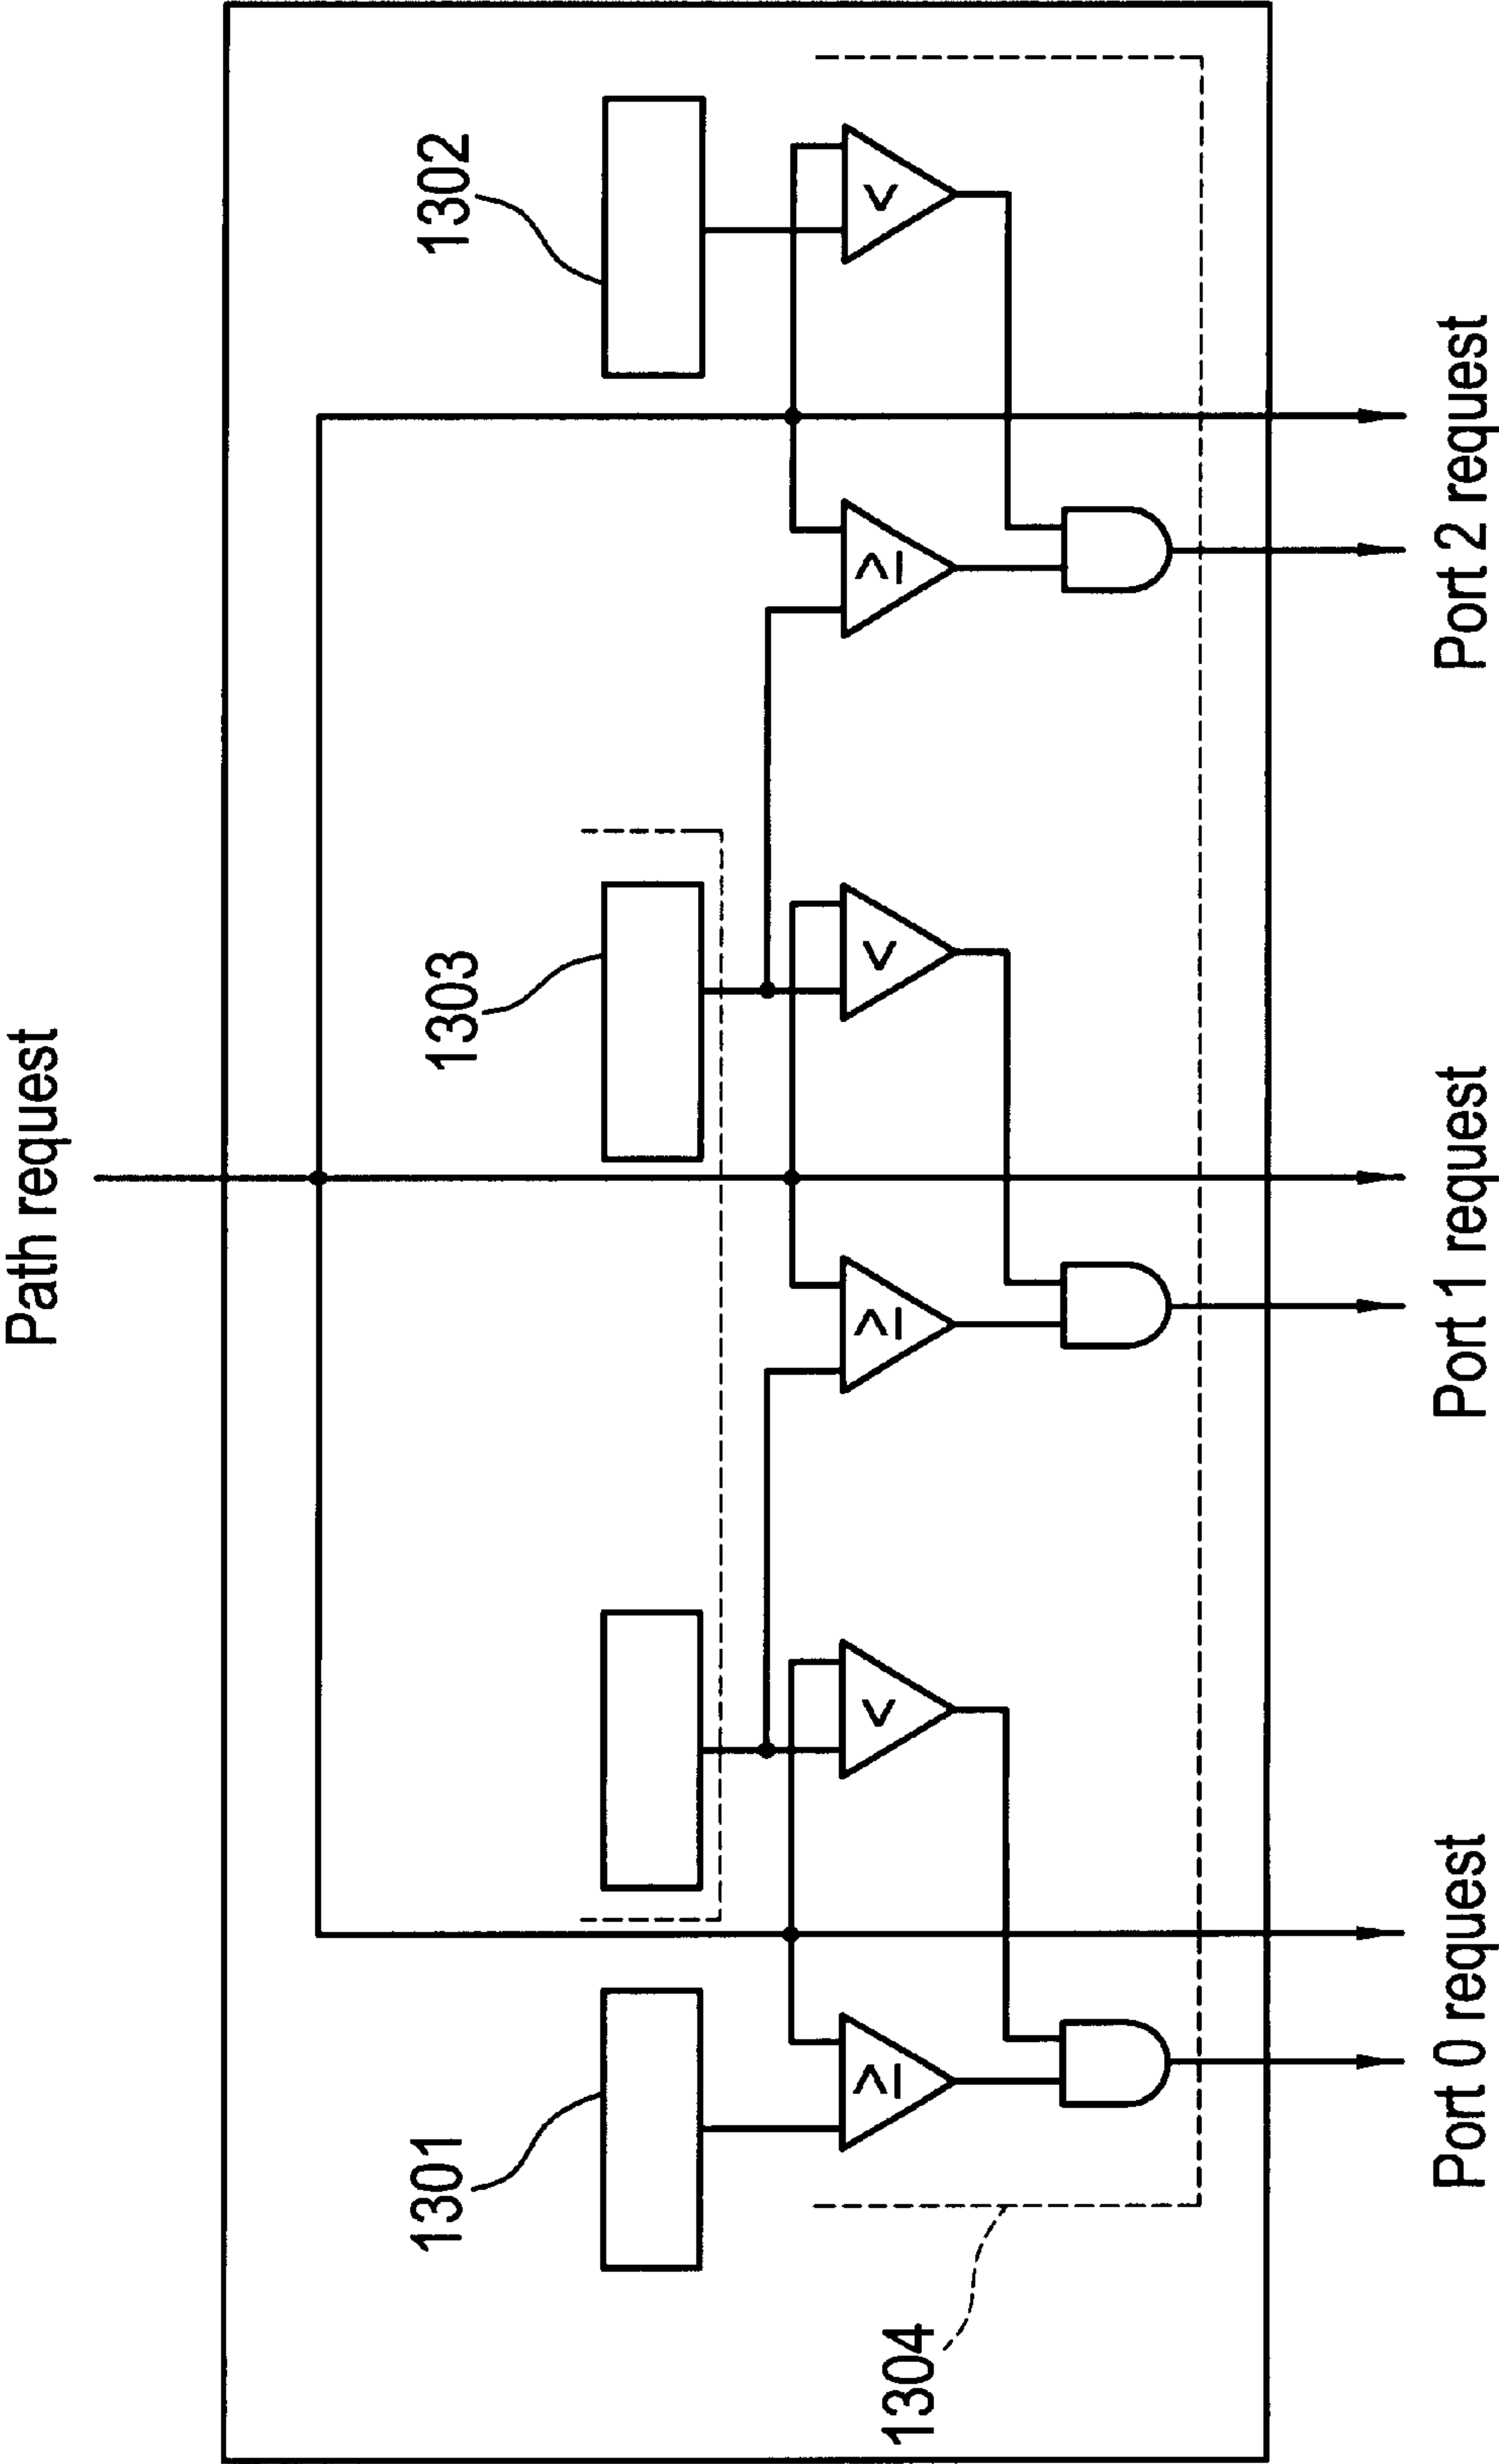 Path request
1301
1303
1302
≥
<
≥
<
≥
<
1304
Port 0 request
Port 1 request
Port 2 request